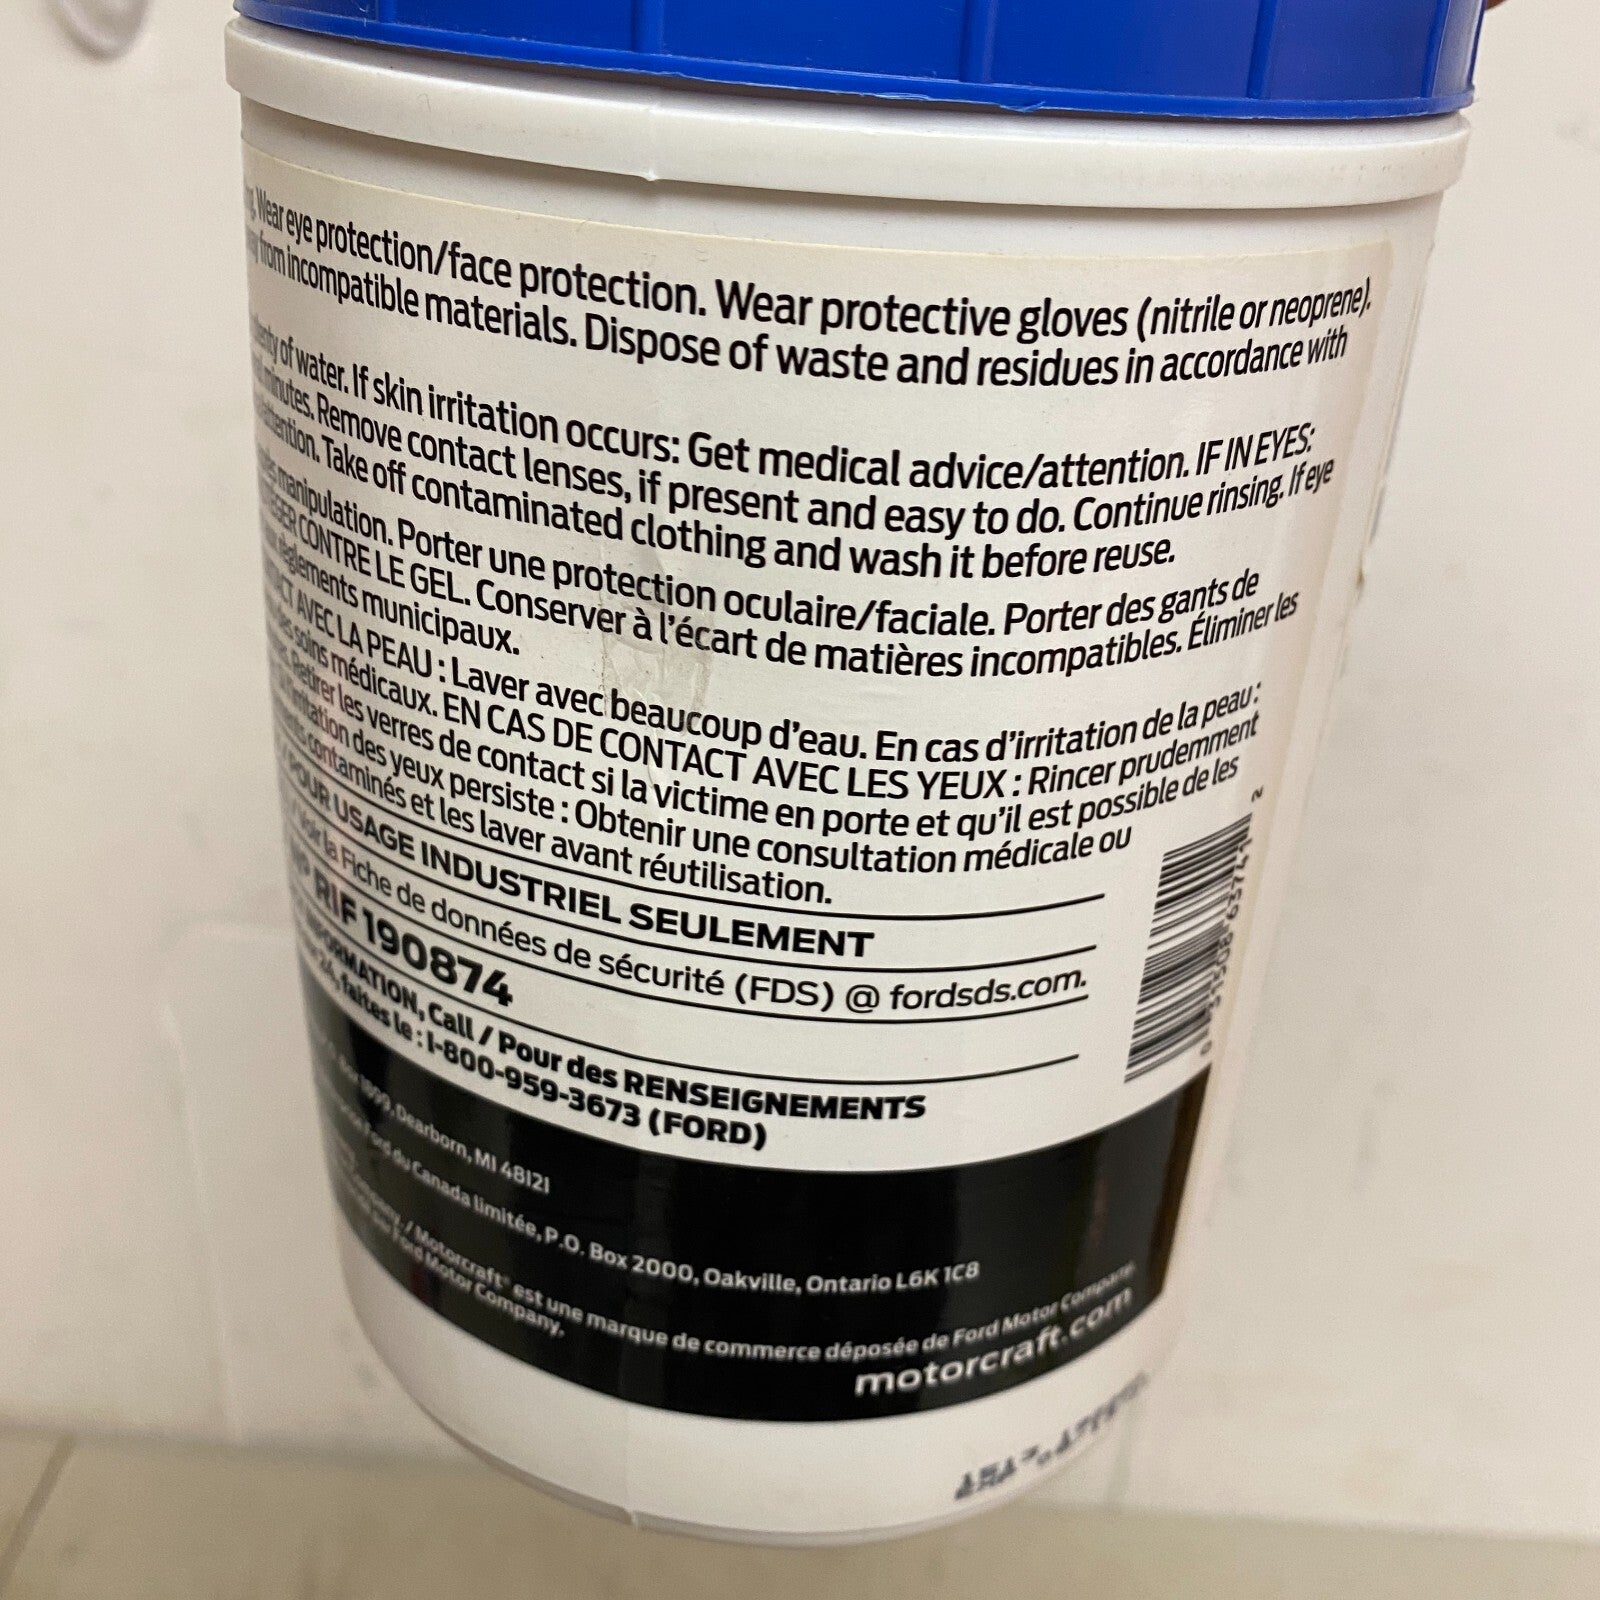 Wear eye protection/face protection. Wear protective gloves (nitrile or neoprene).
from incompatible materials. Dispose of waste and residues in accordance with
plenty of water. If skin irritation occurs: Get medical advice/attention. IF IN EYES:
minutes. Remove contact lenses, if present and easy to do. Continue rinsing. If eye
attention. Take off contaminated clothing and wash it before reuse.
manipulation. Porter une protection oculaire/faciale. Porter des gants de
CONTRE LE GEL. Conserver à l'écart de matières incompatibles. Éliminer les
règlements municipaux.
AVEC LA PEAU : Laver avec beaucoup d'eau. En cas d'irritation de la peau :
des soins médicaux. EN CAS DE CONTACT AVEC LES YEUX : Rincer prudemment
Retirer les verres de contact si la victime en porte et qu'il est possible de les
l'irritation des yeux persiste : Obtenir une consultation médicale ou
contaminés et les laver avant réutilisation.
/ POUR USAGE INDUSTRIEL SEULEMENT
/ Voir la Fiche de données de sécurité (FDS) @ fordsds.com.
Nº RIF 190874
INFORMATION, Call / Pour des RENSEIGNEMENTS
24, faites le : 1-800-959-3673 (FORD)
Dearborn, MI 48121
Ford du Canada limitée, P.O. Box 2000, Oakville, Ontario L6K 1C8
Company. / Motorcraft® est une marque de commerce déposée de Ford Motor Company.
Ford Motor Company.
motorcraft.com